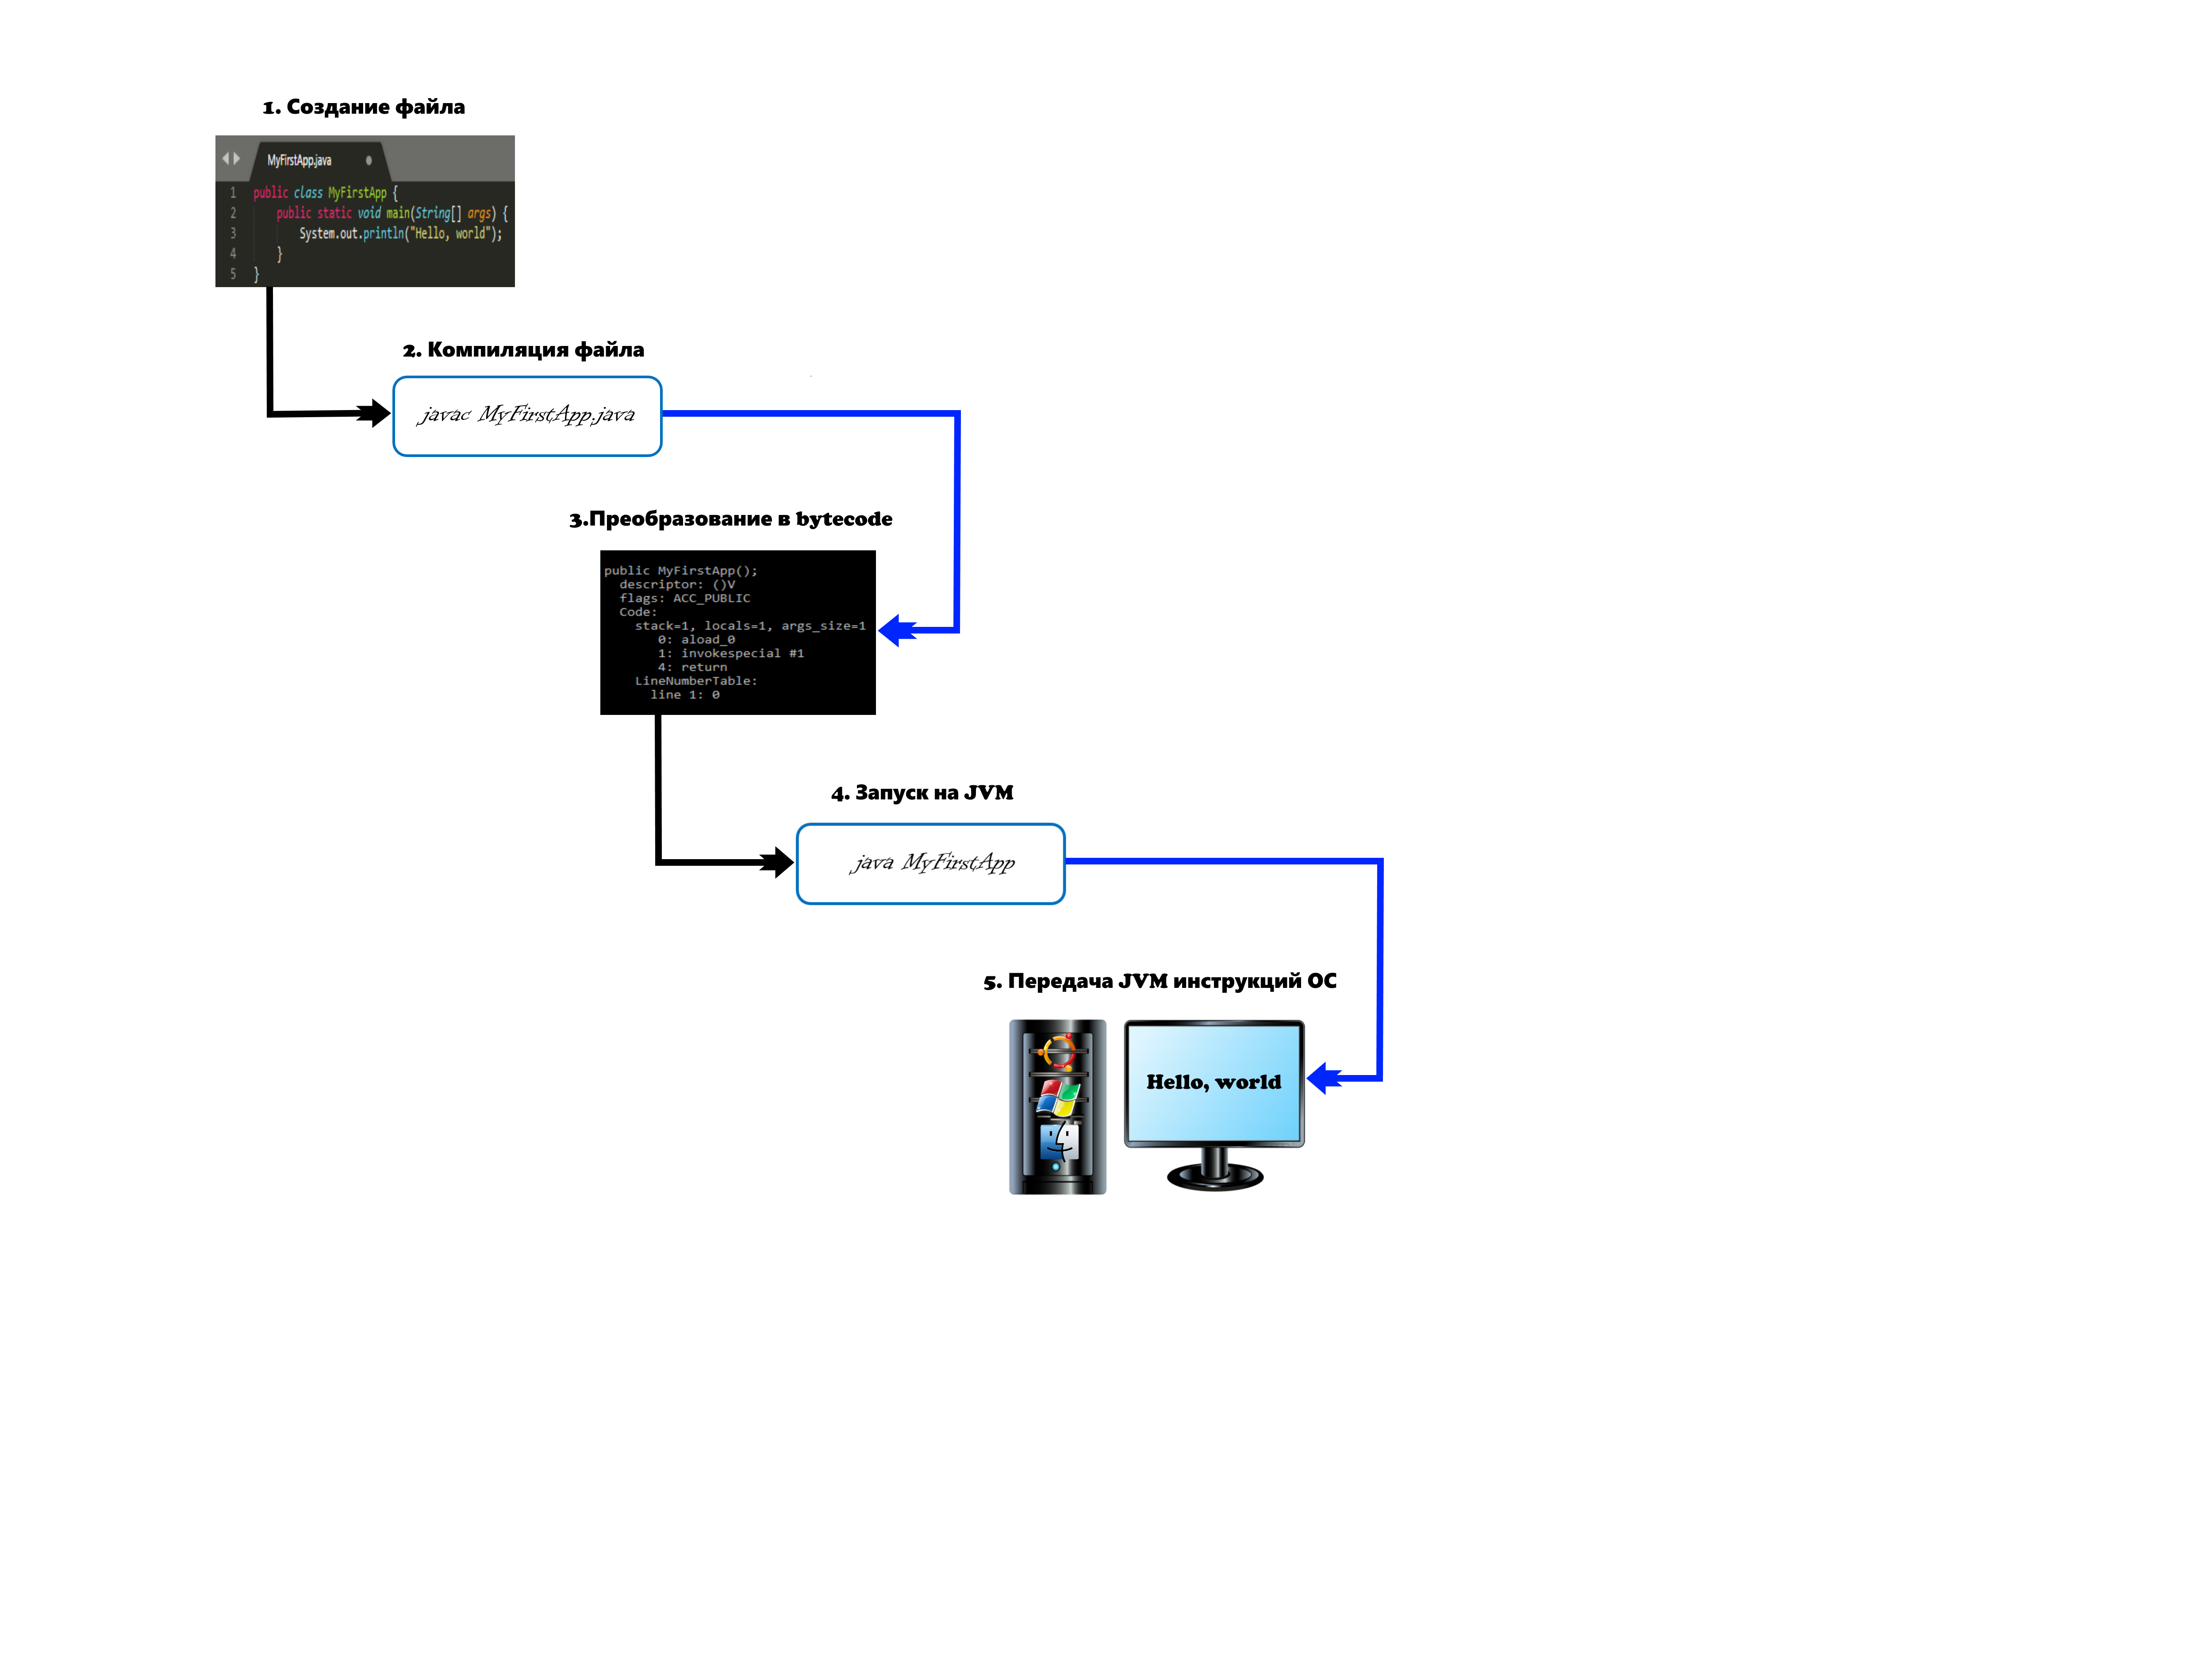 1. Создание файла
MyFirstApp.java
1 public class MyFirstApp {
2 public static void main(String[] args) {
3 System.out.println("Hello, world");
4 }
5 }
2. Компиляция файла
javac MyFirstApp.java
3.Преобразование в bytecode
public MyFirstApp();
descriptor: ()V
flags: ACC_PUBLIC
Code:
stack=1, locals=1, args_size=1
0: aload_0
1: invokespecial #1
4: return
LineNumberTable:
line 1: 0
4. Запуск на JVM
java MyFirstApp
5. Передача JVM инструкций ОС
Hello, world